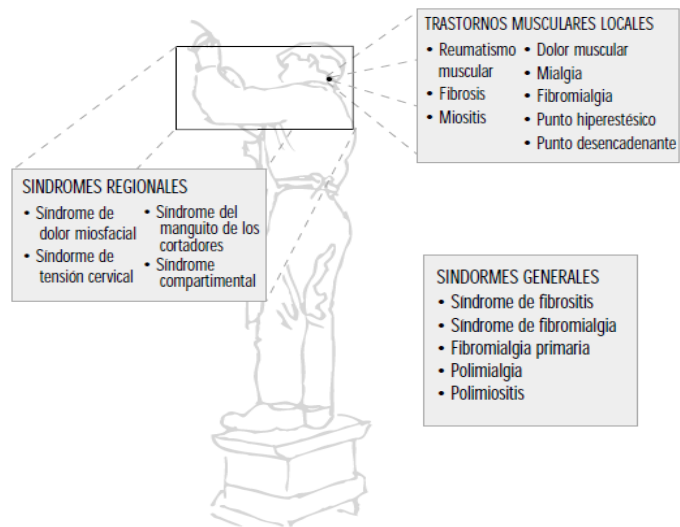 TRASTORNOS MUSCULARES LOCALES
• Reumatismo
muscular
• Fibrosis
• Miositis
• Dolor muscular
• Mialgia
• Fibromialgia
• Punto hiperestésico
• Punto desencadenante
SINDROMES REGIONALES
• Síndrome de
dolor miosfacial
• Síndorme de
tensión cervical
• Síndrome del
manguito de los
cortadores
• Síndrome
compartimental
SINDORMES GENERALES
• Síndrome de fibrositis
• Síndrome de fibromialgia
• Fibromialgia primaria
• Polimialgia
• Polimiositis